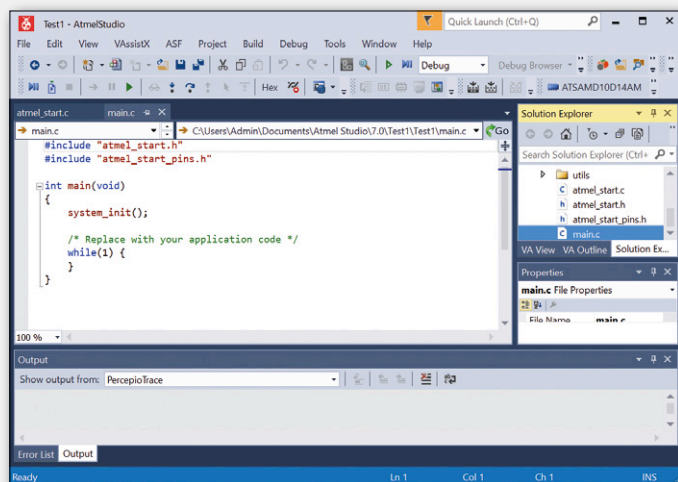 Test1 - AtmelStudio
Quick Launch (Ctrl+Q)
File Edit View VAssistX ASF Project Build Debug Tools Window Help
Debug
Debug Browser
Hex
ATSAMD10D14AM
atmel_start.c main.c
main.c
C:\Users\Admin\Documents\Atmel Studio\7.0\Test1\Test1\main.c
Go
#include "atmel_start.h"
#include "atmel_start_pins.h"
int main(void)
{
system_init();
/* Replace with your application code */
while(1) {
}
}
100 %
Solution Explorer
Search Solution Explorer (Ctrl+
utils
atmel_start.c
atmel_start.h
atmel_start_pins.h
main.c
VA View VA Outline Solution Ex...
Properties
main.c File Properties
File Name main.c
Output
Show output from: PercepioTrace
Error List Output
Ready Ln 1 Col 1 Ch 1 INS